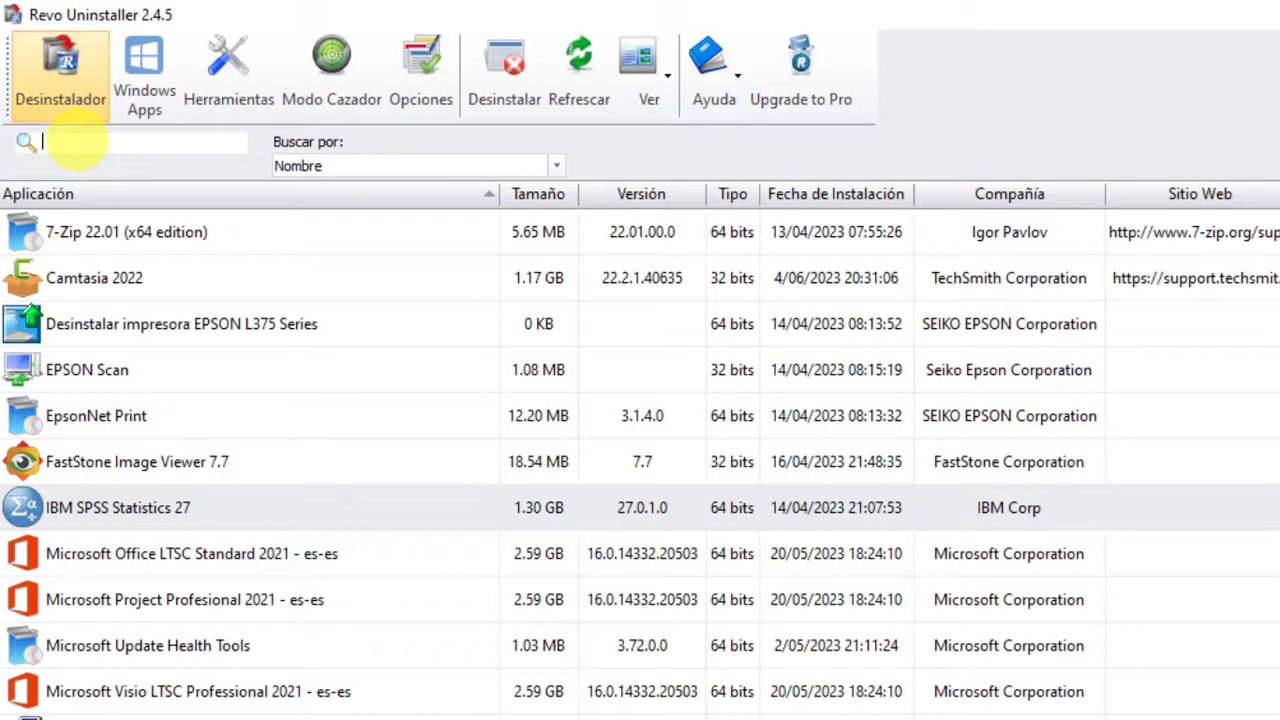 Revo Uninstaller 2.4.5
Desinstalador
Windows Apps
Herramientas
Modo Cazador
Opciones
Desinstalar
Refrescar
Ver
Ayuda
Upgrade to Pro
Buscar por:
Nombre
Aplicación Tamaño Versión Tipo Fecha de Instalación Compañía Sitio Web
7-Zip 22.01 (x64 edition) 5.65 MB 22.01.00.0 64 bits 13/04/2023 07:55:26 Igor Pavlov http://www.7-zip.org/sup
Camtasia 2022 1.17 GB 22.2.1.40635 32 bits 4/06/2023 20:31:06 TechSmith Corporation https://support.techsmit.
Desinstalar impresora EPSON L375 Series 0 KB 64 bits 14/04/2023 08:13:52 SEIKO EPSON Corporation
EPSON Scan 1.08 MB 32 bits 14/04/2023 08:15:19 Seiko Epson Corporation
EpsonNet Print 12.20 MB 3.1.4.0 64 bits 14/04/2023 08:13:32 SEIKO EPSON Corporation
FastStone Image Viewer 7.7 18.54 MB 7.7 32 bits 16/04/2023 21:48:35 FastStone Corporation
IBM SPSS Statistics 27 1.30 GB 27.0.1.0 64 bits 14/04/2023 21:07:53 IBM Corp
Microsoft Office LTSC Standard 2021 - es-es 2.59 GB 16.0.14332.20503 64 bits 20/05/2023 18:24:10 Microsoft Corporation
Microsoft Project Profesional 2021 - es-es 2.59 GB 16.0.14332.20503 64 bits 20/05/2023 18:24:10 Microsoft Corporation
Microsoft Update Health Tools 1.03 MB 3.72.0.0 64 bits 2/05/2023 21:11:24 Microsoft Corporation
Microsoft Visio LTSC Professional 2021 - es-es 2.59 GB 16.0.14332.20503 64 bits 20/05/2023 18:24:10 Microsoft Corporation